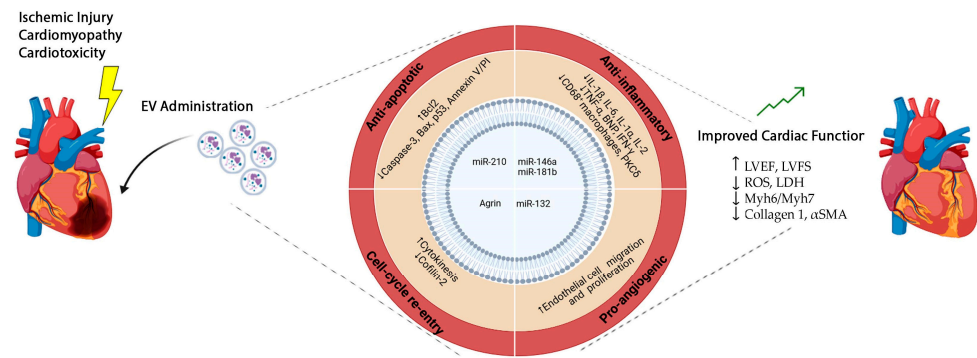 Ischemic Injury
Cardiomyopathy
Cardiotoxicity
EV Administration
Anti-apoptotic
↑Bcl2
↓Caspase-3, Bax, p53, Annexin V/PI
Anti-inflammatory
↓IL-1β, IL-6, IL-1α, IL-2
↓TNF-α, BNP, IFN-γ
↓CD68⁺ macrophages, PKCδ
miR-210
miR-146a
miR-181b
Agrin
miR-132
Cell-cycle re-entry
↑Cytokinesis
↓Cofilin-2
Pro-angiogenic
↑Endothelial cell migration
and proliferation
Improved Cardiac Functior
↑ LVEF, LVFS
↓ ROS, LDH
↓ Myh6/Myh7
↓ Collagen 1, αSMA